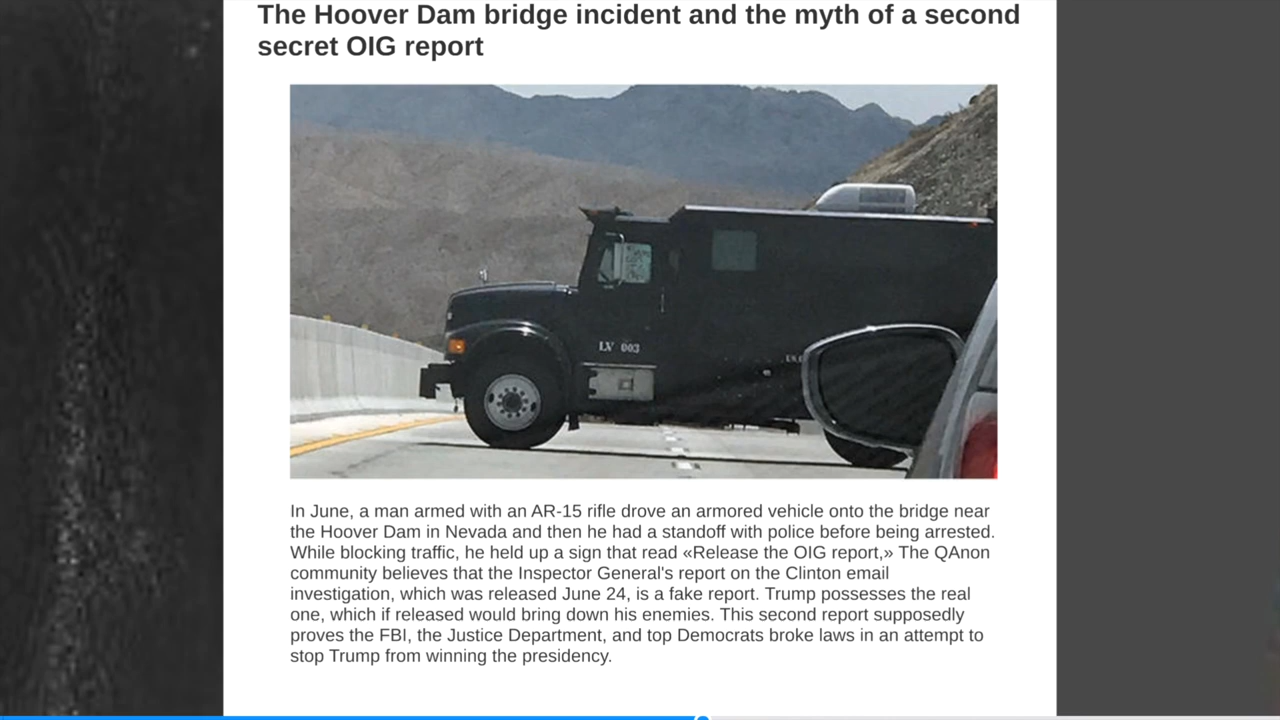 The Hoover Dam bridge incident and the myth of a second
secret OIG report
LV 003
In June, a man armed with an AR-15 rifle drove an armored vehicle onto the bridge near
the Hoover Dam in Nevada and then he had a standoff with police before being arrested.
While blocking traffic, he held up a sign that read «Release the OIG report,» The QAnon
community believes that the Inspector General's report on the Clinton email
investigation, which was released June 24, is a fake report. Trump possesses the real
one, which if released would bring down his enemies. This second report supposedly
proves the FBI, the Justice Department, and top Democrats broke laws in an attempt to
stop Trump from winning the presidency.